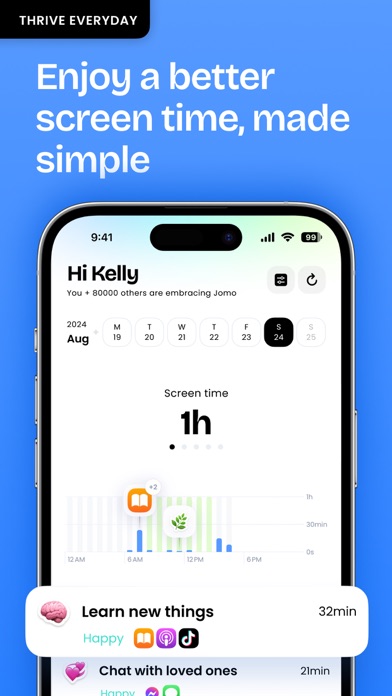 THRIVE EVERYDAY
Enjoy a better
screen time, made
simple
9:41
99
Hi Kelly
You + 80000 others are embracing Jomo
2024
Aug
M
19
T
20
W
21
T
22
F
23
S
24
S
25
Screen time
1h
+2
1h
30min
0s
12AM
6AM
12PM
6PM
Learn new things
32min
Happy
Chat with loved ones
21min
Happy